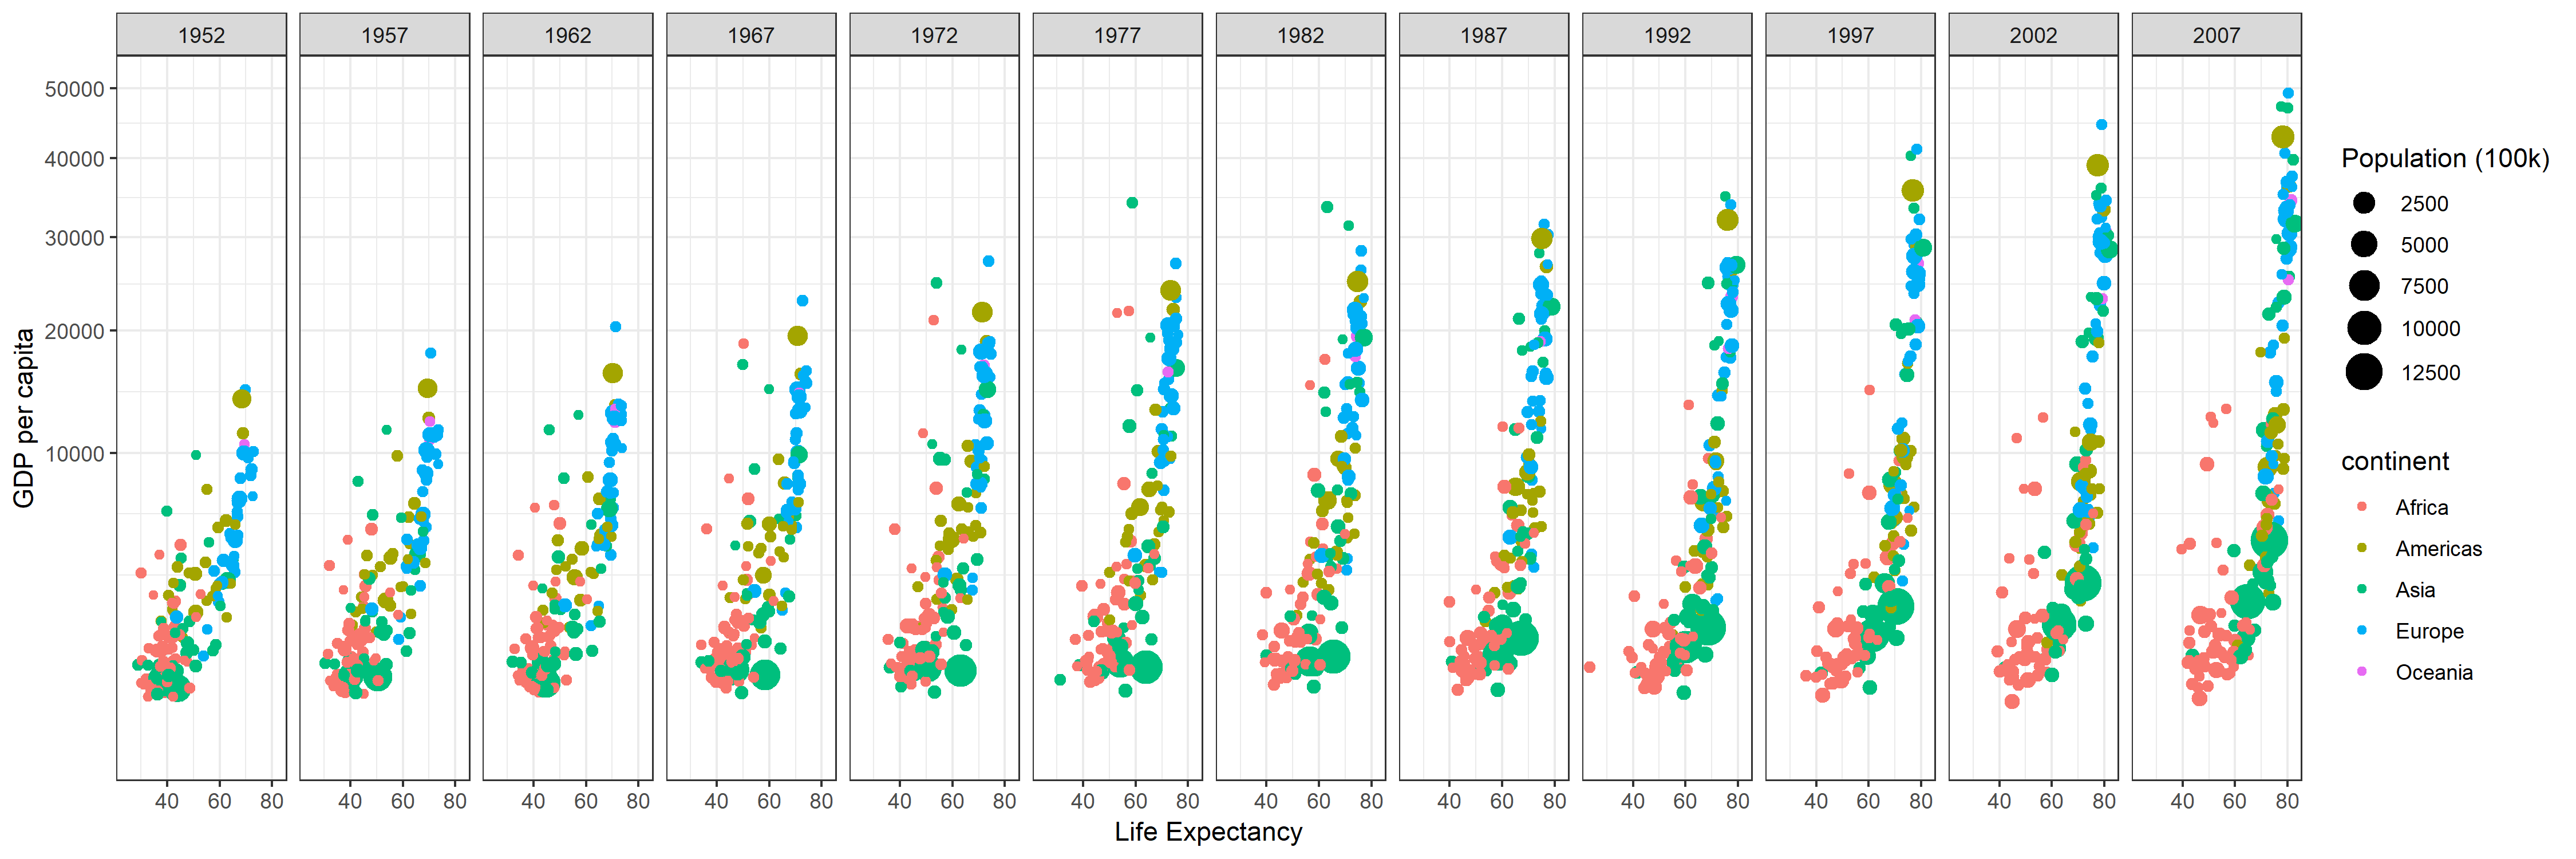 1952 1957 1962 1967 1972 1977 1982 1987 1992 1997 2002 2007
50000
40000
30000
20000
10000
GDP per capita
40 60 80 40 60 80 40 60 80 40 60 80 40 60 80 40 60 80 40 60 80 40 60 80 40 60 80 40 60 80 40 60 80 40 60 80
Life Expectancy
Population (100k)
2500
5000
7500
10000
12500
continent
Africa
Americas
Asia
Europe
Oceania